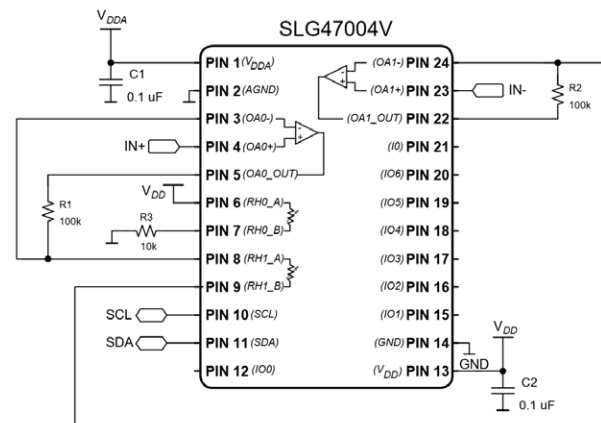 SLG47004V
VDDA
C1
0.1 uF
PIN 1 (VDDA)
PIN 2 (AGND)
PIN 3 (OA0-)
IN+
PIN 4 (OA0+)
PIN 5 (OA0_OUT)
VDD
PIN 6 (RH0_A)
R1
100k
R3
10k
PIN 7 (RH0_B)
PIN 8 (RH1_A)
PIN 9 (RH1_B)
SCL
PIN 10 (SCL)
SDA
PIN 11 (SDA)
PIN 12 (IO0)
(OA1-) PIN 24
(OA1+) PIN 23
IN-
R2
100k
(OA1_OUT) PIN 22
(I0) PIN 21
(IO6) PIN 20
(IO5) PIN 19
(IO4) PIN 18
(IO3) PIN 17
(IO2) PIN 16
(IO1) PIN 15
VDD
(GND) PIN 14
GND
(VDD) PIN 13
C2
0.1 uF